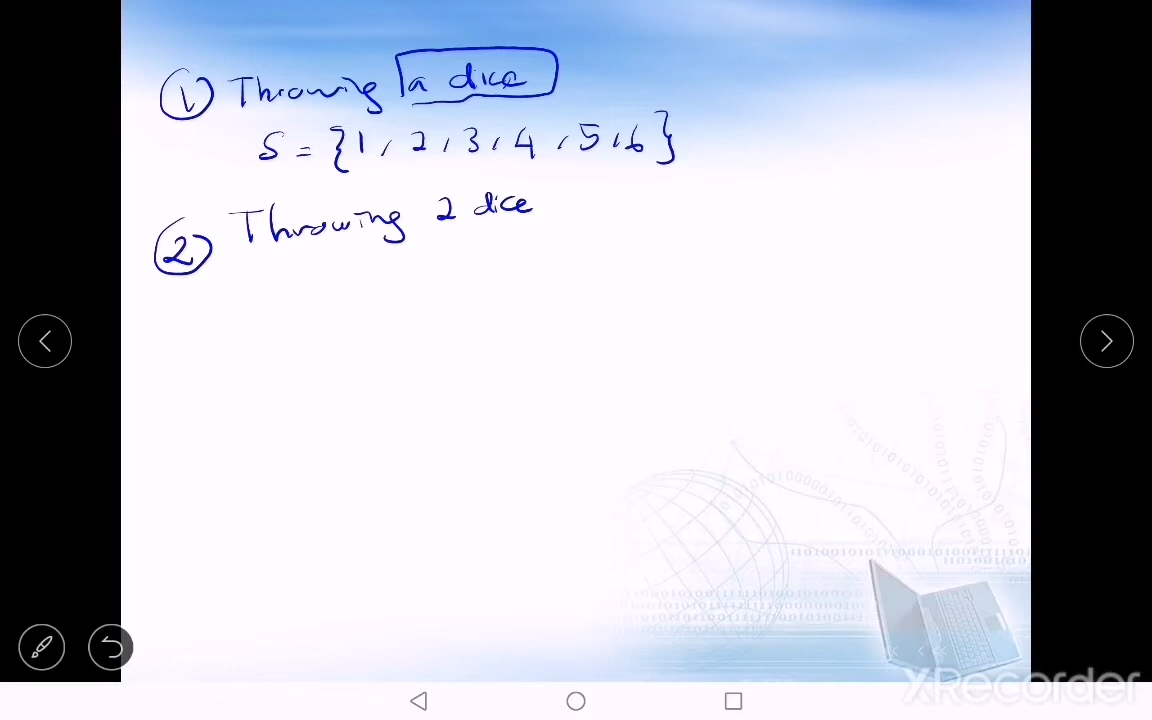 ① Throwing a dice
S = {1, 2, 3, 4, 5, 6}
② Throwing 2 dice
XRecorder